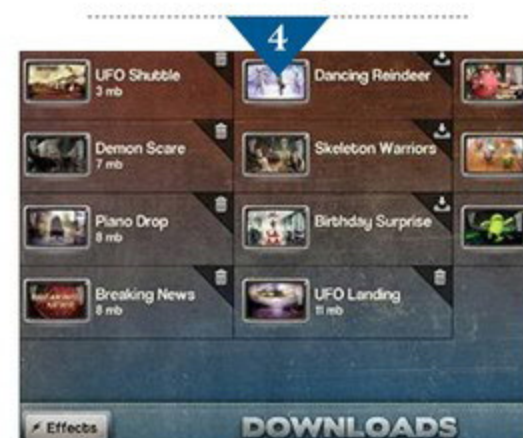 4
UFO Shuttle
3 mb
Dancing Reindeer
Demon Scare
7 mb
Skeleton Warriors
Piano Drop
8 mb
Birthday Surprise
Breaking News
8 mb
UFO Landing
11 mb
Effects
DOWNLOADS